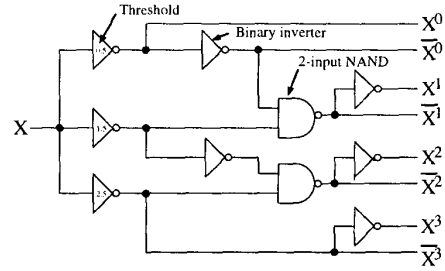 Threshold
X⁰
Binary inverter
0.5
X̅⁰
2-input NAND
X¹
X
1.5
X̅¹
X²
2.5
X̅²
X³
X̅³